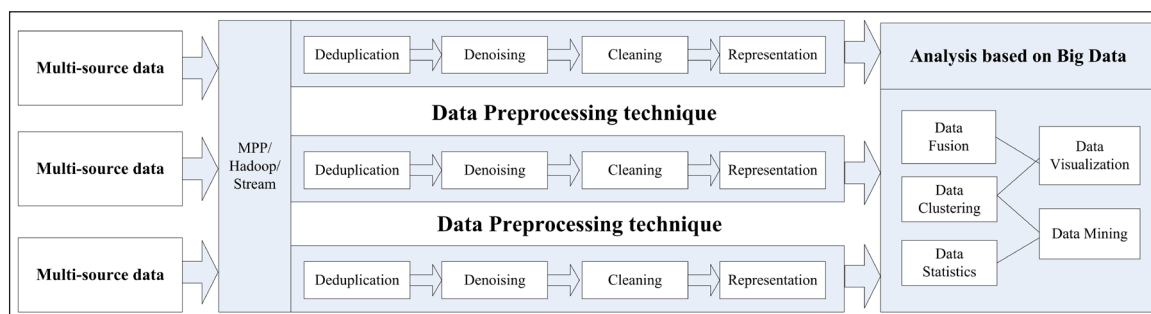 Multi-source data
Multi-source data
Multi-source data
MPP/
Hadoop/
Stream
Deduplication
Denoising
Cleaning
Representation
Data Preprocessing technique
Deduplication
Denoising
Cleaning
Representation
Data Preprocessing technique
Deduplication
Denoising
Cleaning
Representation
Analysis based on Big Data
Data
Fusion
Data
Clustering
Data
Statistics
Data
Visualization
Data Mining